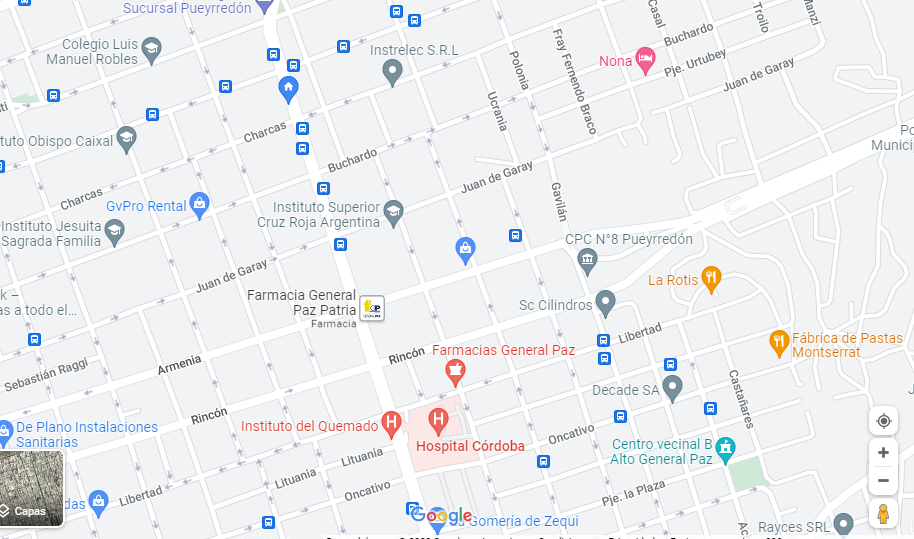 Sucursal Pueyrredón
Colegio Luis
Manuel Robles
Instrelec S.R.L
Nona
Buchardo
Pje. Urtubey
Juan de Garay
Casal
Troilo
Manzi
Polonia
Fray Fernendo Braco
Ucrania
Obispo Caixal
Charcas
Buchardo
Juan de Garay
Gavilán
Charcas
GvPro Rental
Instituto Jesuita
Sagrada Familia
Instituto Superior
Cruz Roja Argentina
CPC N°8 Pueyrredón
Juan de Garay
La Rotis
as a todo el...
Farmacia General
Paz Patria
Farmacia
Sc Cilindros
Libertad
Fábrica de Pastas
Montserrat
Rincón
Farmacias General Paz
Armenia
Sebastián Raggi
Decade SA
Castañares
Rincón
De Plano Instalaciones
Sanitarias
Instituto del Quemado
Hospital Córdoba
Oncativo
Centro vecinal B
Alto General Paz
Lituania
Lituania
Oncativo
Libertad
Pje. la Plaza
Capas
Google
Gomería de Zequi
Rayces SRL